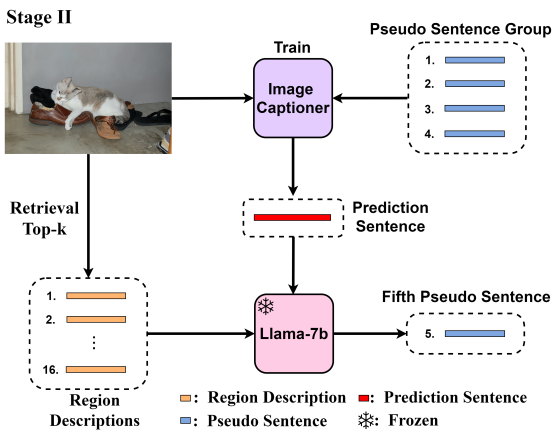 Stage II
Pseudo Sentence Group
Train
Image
Captioner
1.
2.
3.
4.
Retrieval
Top-k
Prediction
Sentence
1.
2.
⋮
16.
Llama-7b
Fifth Pseudo Sentence
5.
Region
Descriptions
: Region Description
: Prediction Sentence
: Pseudo Sentence
: Frozen